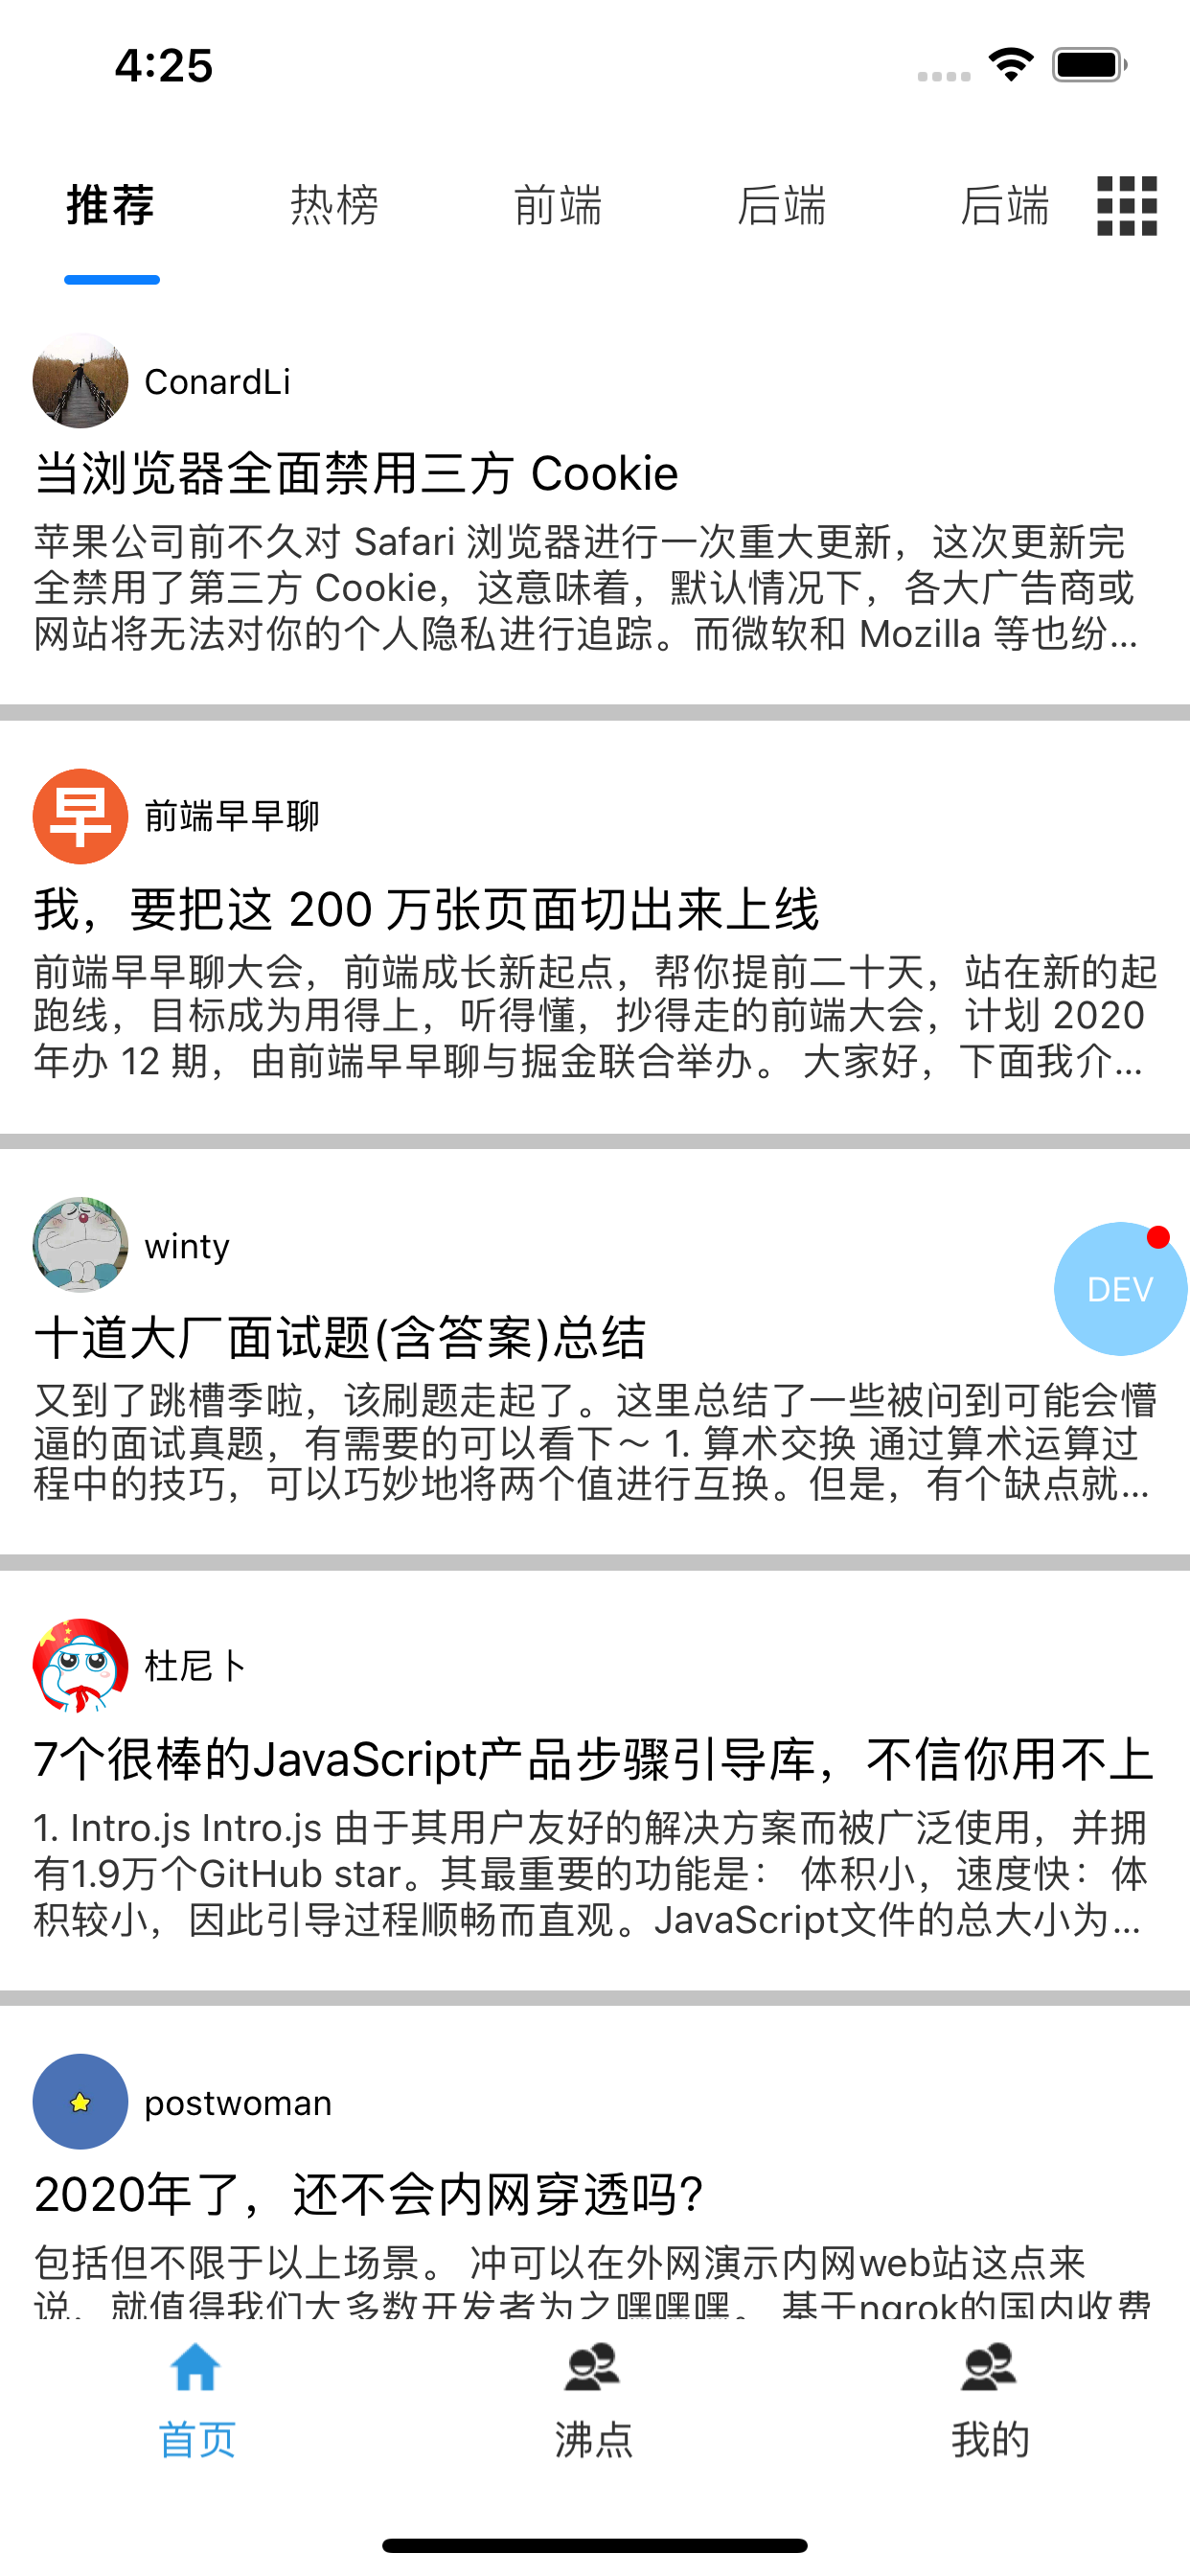 4:25
推荐 热榜 前端 后端 后端
ConardLi
当浏览器全面禁用三方 Cookie
苹果公司前不久对 Safari 浏览器进行一次重大更新，这次更新完
全禁用了第三方 Cookie，这意味着，默认情况下，各大广告商或
网站将无法对你的个人隐私进行追踪。而微软和 Mozilla 等也纷...
早
前端早早聊
我，要把这 200 万张页面切出来上线
前端早早聊大会，前端成长新起点，帮你提前二十天，站在新的起
跑线，目标成为用得上，听得懂，抄得走的前端大会，计划 2020
年办 12 期，由前端早早聊与掘金联合举办。 大家好，下面我介...
winty
DEV
十道大厂面试题(含答案)总结
又到了跳槽季啦，该刷题走起了。这里总结了一些被问到可能会懵
逼的面试真题，有需要的可以看下～ 1. 算术交换 通过算术运算过
程中的技巧，可以巧妙地将两个值进行互换。但是，有个缺点就...
杜尼卜
7个很棒的JavaScript产品步骤引导库，不信你用不上
1. Intro.js Intro.js 由于其用户友好的解决方案而被广泛使用，并拥
有1.9万个GitHub star。其最重要的功能是： 体积小，速度快：体
积较小，因此引导过程顺畅而直观。JavaScript文件的总大小为...
postwoman
2020年了，还不会内网穿透吗?
包括但不限于以上场景。 冲可以在外网演示内网web站这点来
说，就值得我们大多数开发者为之嘿嘿嘿。 基于ngrok的国内收费
首页 沸点 我的